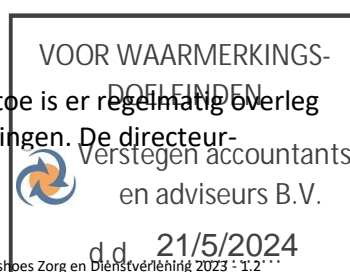 VOOR WAARMERKINGS-
DOELEINDEN
toe is er regelmatig overleg
ingen. De directeur-
Verstegen accountants
en adviseurs B.V.
d.d. 21/5/2024
shoes Zorg en Dienstverlening 2023 - 1.2